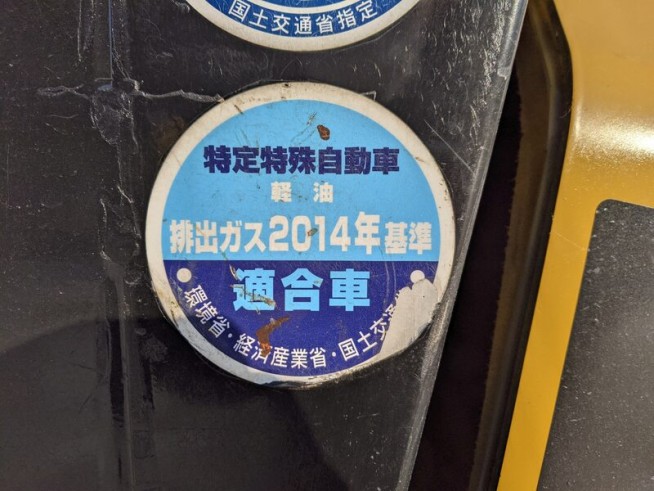 国土交通省指定
特定特殊自動車
軽油
排出ガス2014年基準
適合車
環境省・経済産業省・国土交通